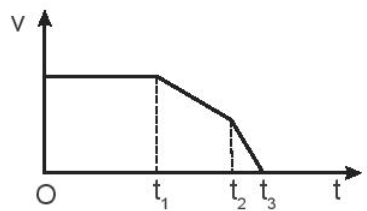 v
O t₁ t₂ t₃ t